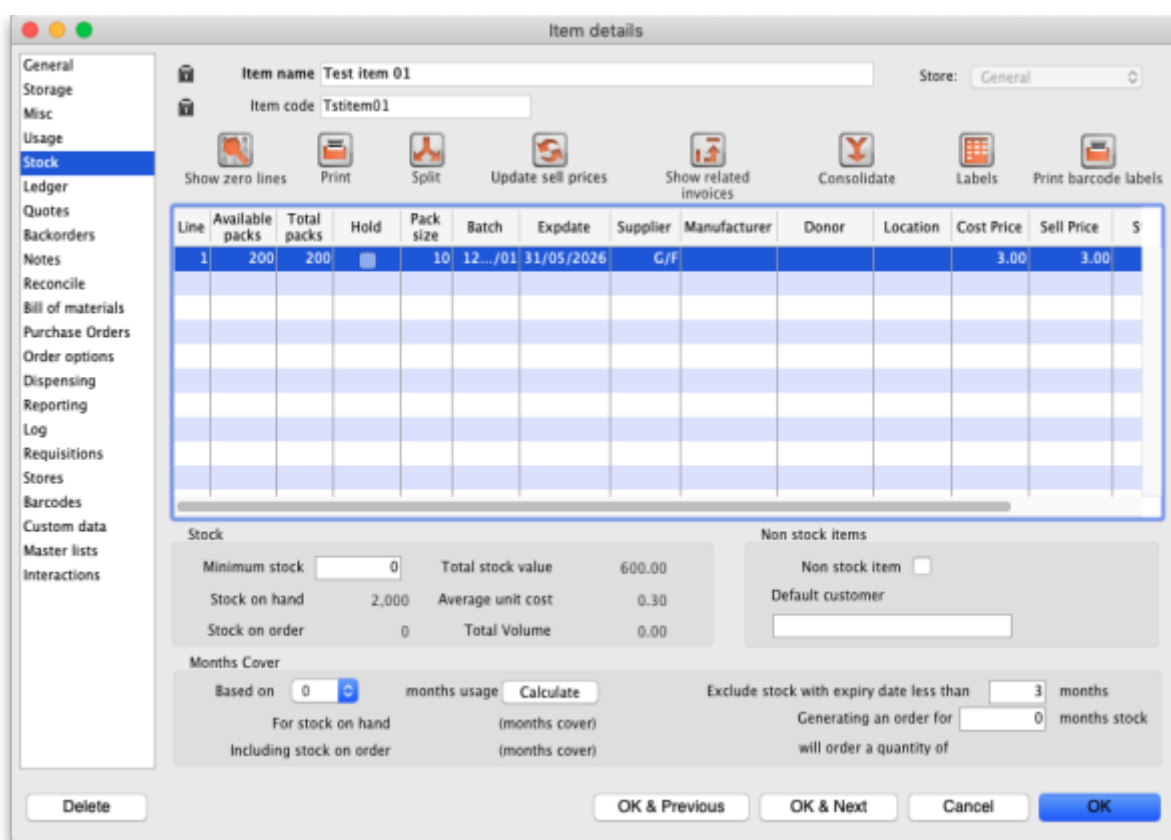 Item details
General
Storage
Misc
Usage
Stock
Ledger
Quotes
Backorders
Notes
Reconcile
Bill of materials
Purchase Orders
Order options
Dispensing
Reporting
Log
Requisitions
Stores
Barcodes
Custom data
Master lists
Interactions
Item name Test item 01 Store: General
Item code Tstitem01
Show zero lines Print Split Update sell prices Show related invoices Consolidate Labels Print barcode labels
Line Available packs Total packs Hold Pack size Batch Expdate Supplier Manufacturer Donor Location Cost Price Sell Price S
1 200 200 10 12.../01 31/05/2026 G/F 3.00 3.00
Stock
Minimum stock 0 Total stock value 600.00
Stock on hand 2,000 Average unit cost 0.30
Stock on order 0 Total Volume 0.00
Non stock items
Non stock item
Default customer
Months Cover
Based on 0 months usage Calculate
For stock on hand (months cover)
Including stock on order (months cover)
Exclude stock with expiry date less than 3 months
Generating an order for 0 months stock
will order a quantity of
Delete OK & Previous OK & Next Cancel OK